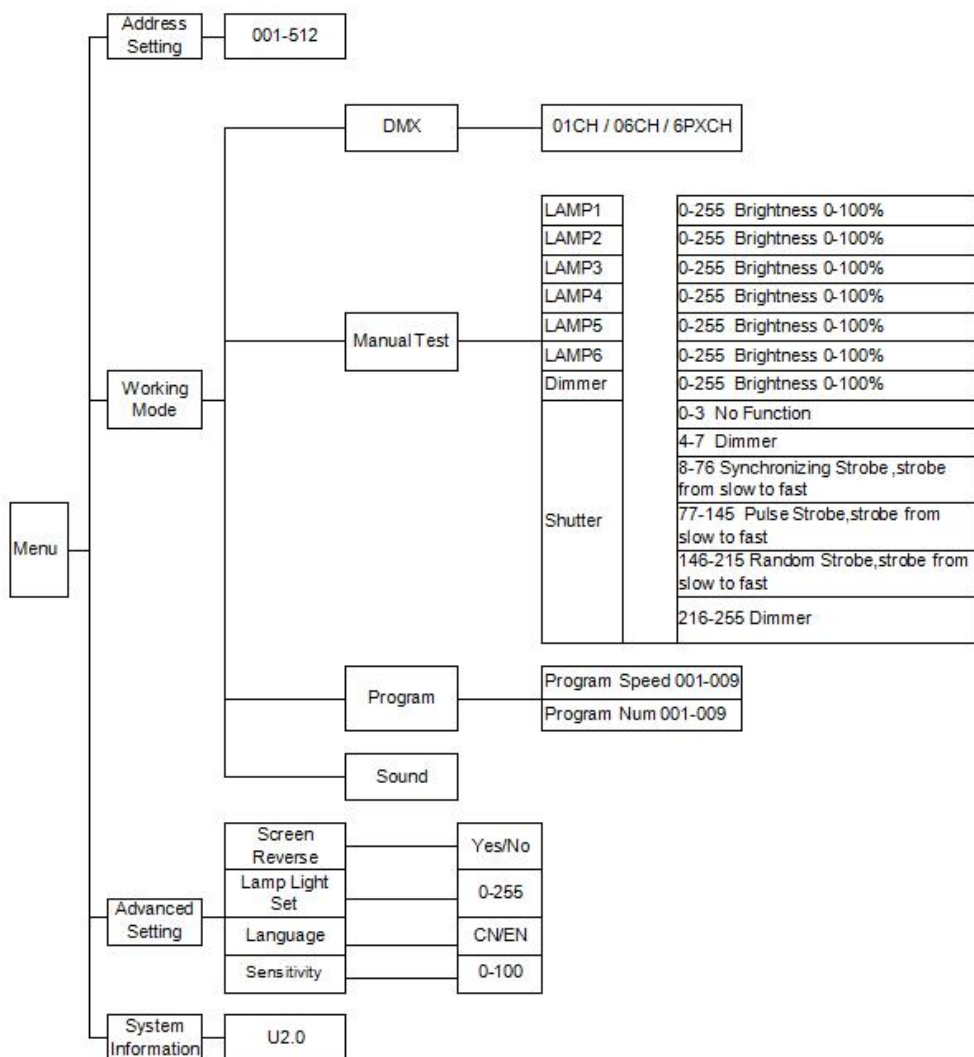 Address
Setting
001-512
DMX
01CH / 06CH / 6PXCH
LAMP1
0-255 Brightness 0-100%
LAMP2
0-255 Brightness 0-100%
LAMP3
0-255 Brightness 0-100%
LAMP4
0-255 Brightness 0-100%
Manual Test
LAMP5
0-255 Brightness 0-100%
LAMP6
0-255 Brightness 0-100%
Working
Mode
Dimmer
0-255 Brightness 0-100%
Shutter
0-3 No Function
4-7 Dimmer
8-76 Synchronizing Strobe ,strobe
from slow to fast
77-145 Pulse Strobe,strobe from
slow to fast
146-215 Random Strobe,strobe from
slow to fast
216-255 Dimmer
Menu
Program
Program Speed 001-009
Program Num 001-009
Sound
Advanced
Setting
Screen
Reverse
Yes/No
Lamp Light
Set
0-255
Language
CN/EN
Sensitivity
0-100
System
Information
U2.0